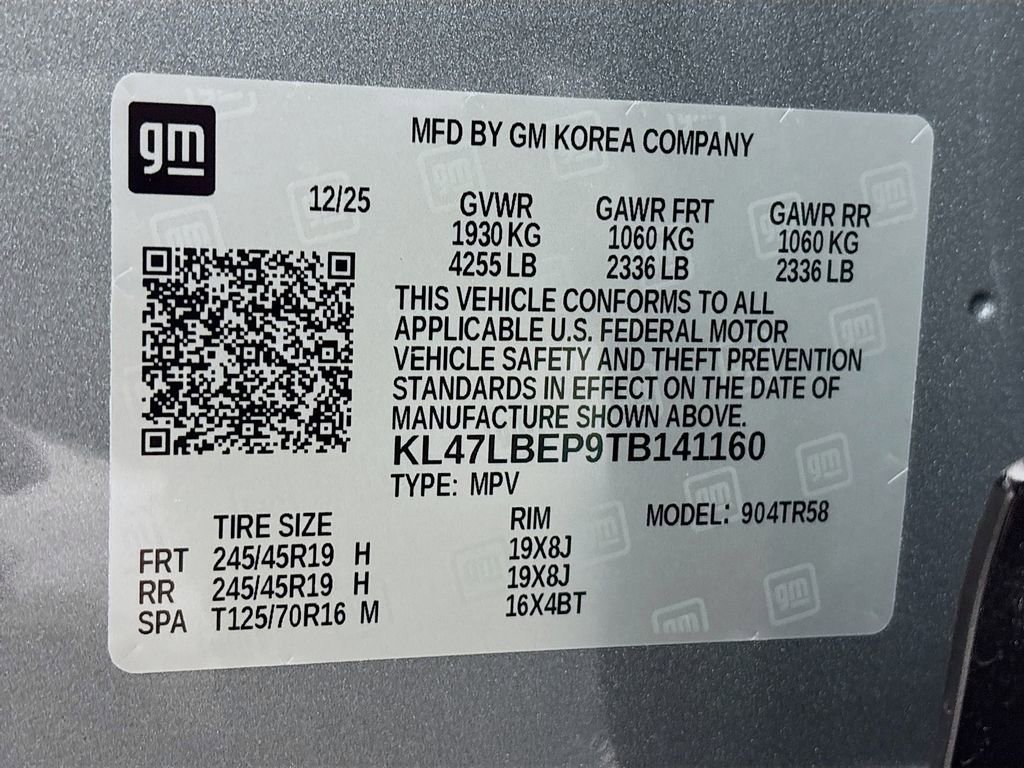 gm
MFD BY GM KOREA COMPANY
12/25 GVWR GAWR FRT GAWR RR
1930 KG 1060 KG 1060 KG
4255 LB 2336 LB 2336 LB
THIS VEHICLE CONFORMS TO ALL
APPLICABLE U.S. FEDERAL MOTOR
VEHICLE SAFETY AND THEFT PREVENTION
STANDARDS IN EFFECT ON THE DATE OF
MANUFACTURE SHOWN ABOVE.
KL47LBEP9TB141160
TYPE: MPV
TIRE SIZE RIM MODEL: 904TR58
FRT 245/45R19 H 19X8J
RR 245/45R19 H 19X8J
SPA T125/70R16 M 16X4BT